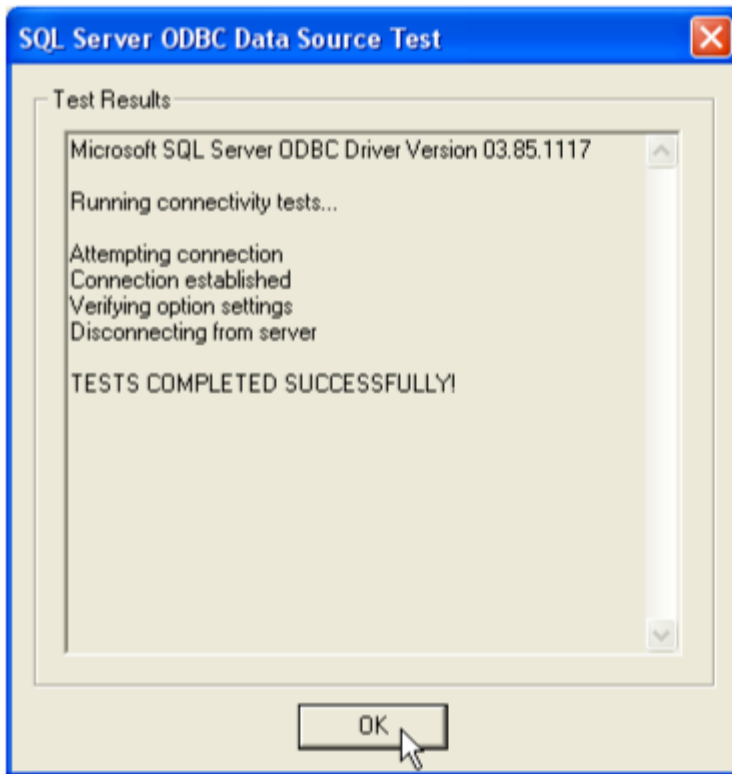 SQL Server ODBC Data Source Test
Test Results
Microsoft SQL Server ODBC Driver Version 03.85.1117
Running connectivity tests...
Attempting connection
Connection established
Verifying option settings
Disconnecting from server
TESTS COMPLETED SUCCESSFULLY!
OK